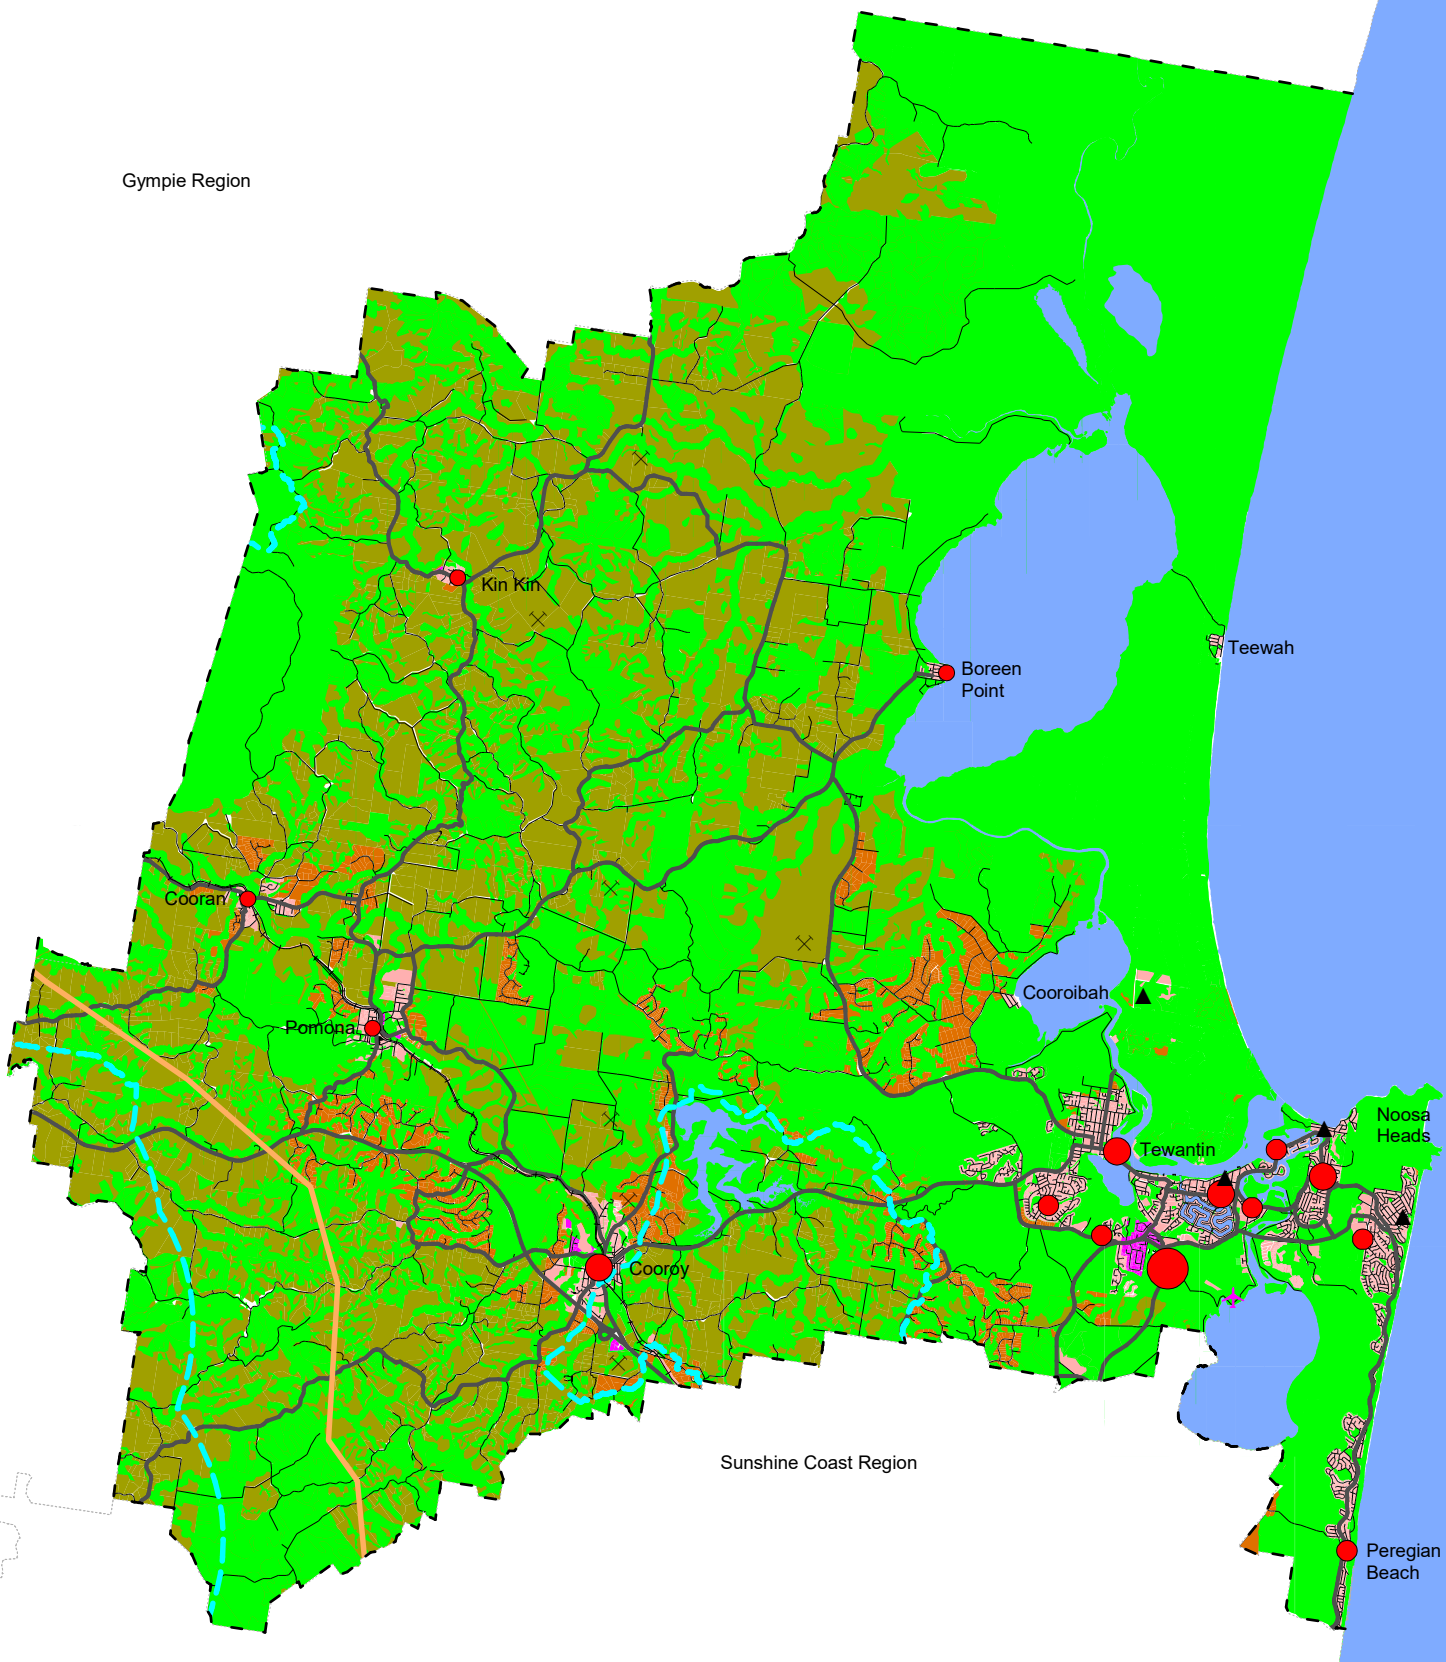 Gympie Region
Kin Kin
Teewah
Boreen
Point
Cooran
Cooroibah
Pomona
Noosa
Heads
Tewantin
Cooroy
Sunshine Coast Region
Peregian
Beach